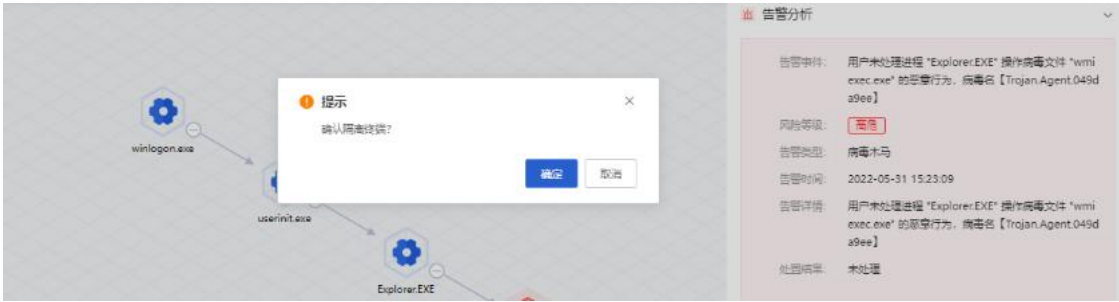 告警分析
告警事件: 用户未处理进程 "Explorer.EXE" 操作病毒文件 "wmi
exec.exe" 的恶意行为，病毒名【Trojan.Agent.049d
a9ee】
风险等级: 高危
告警类型: 病毒木马
告警时间: 2022-05-31 15:23:09
告警详情: 用户未处理进程 "Explorer.EXE" 操作病毒文件 "wmi
exec.exe" 的恶意行为，病毒名【Trojan.Agent.049d
a9ee】
处置结果: 未处理
提示
确认隔离终端?
确定 取消
winlogon.exe
userinit.exe
Explorer.EXE